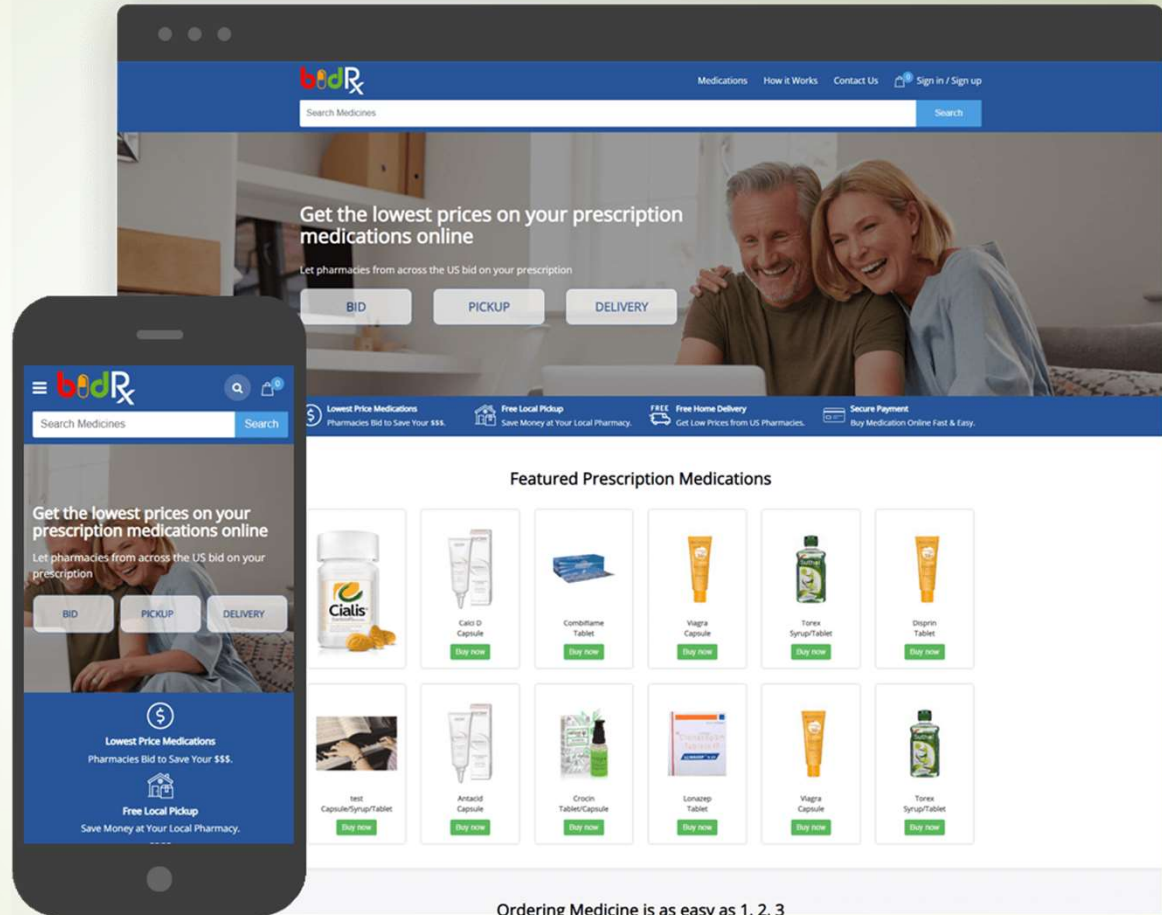 bidRx
Medications How it Works Contact Us 0 Sign in / Sign up
Search Medicines Search
Get the lowest prices on your prescription
medications online
Let pharmacies from across the US bid on your prescription
BID PICKUP DELIVERY
Lowest Price Medications
Pharmacies Bid to Save Your $$$.
Free Local Pickup
Save Money at Your Local Pharmacy.
FREE Free Home Delivery
Get Low Prices from US Pharmacies.
Secure Payment
Buy Medication Online Fast & Easy.
Featured Prescription Medications
Cialis
Calci D
Capsule
Buy now
Combiflame
Tablet
Buy now
Viagra
Capsule
Buy now
Torex
Syrup/Tablet
Buy now
Disprin
Tablet
Buy now
test
Capsule/Syrup/Tablet
Buy now
Antacid
Capsule
Buy now
Crocin
Tablet/Capsule
Buy now
Lonazep
Tablet
Buy now
Viagra
Capsule
Buy now
Torex
Syrup/Tablet
Buy now
Ordering Medicine is as easy as 1, 2, 3
bidRx 0
Search Medicines Search
Get the lowest prices on your
prescription medications online
Let pharmacies from across the US bid on your
prescription
BID PICKUP DELIVERY
Lowest Price Medications
Pharmacies Bid to Save Your $$$.
Free Local Pickup
Save Money at Your Local Pharmacy.